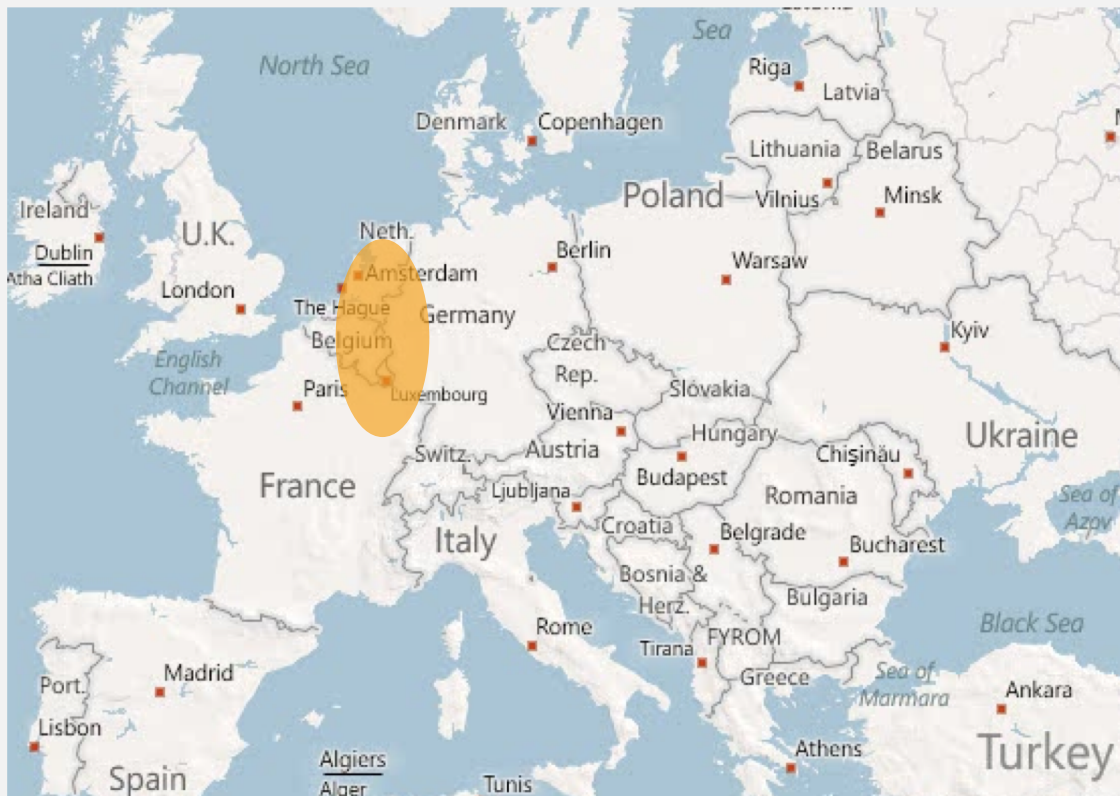 North Sea
Sea
Riga
Latvia
Denmark
Copenhagen
Lithuania
Belarus
Vilnius
Minsk
Poland
Ireland
Dublin
Atha Cliath
U.K.
London
Neth.
Amsterdam
The Hague
Berlin
Warsaw
Germany
Belgium
English
Channel
Paris
Luxembourg
Czech
Rep.
Kyiv
Slovakia
Vienna
Austria
Hungary
Budapest
Ukraine
Chişinău
Switz.
France
Ljubljana
Romania
Sea of
Azov
Italy
Croatia
Belgrade
Bucharest
Bosnia &
Herz.
Bulgaria
Black Sea
Rome
Tirana
FYROM
Greece
Sea of
Marmara
Madrid
Port.
Lisbon
Ankara
Turkey
Spain
Algiers
Alger
Tunis
Athens